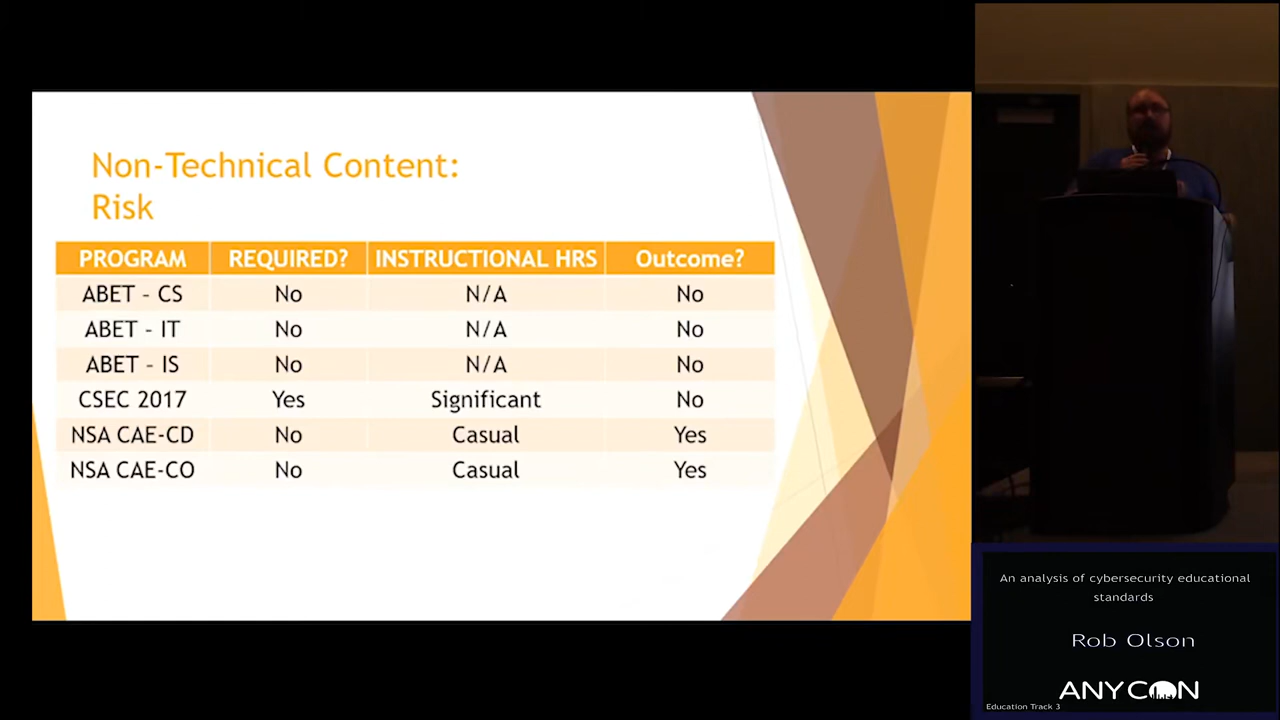 Non-Technical Content:
Risk
PROGRAM REQUIRED? INSTRUCTIONAL HRS Outcome?
ABET – CS No N/A No
ABET – IT No N/A No
ABET – IS No N/A No
CSEC 2017 Yes Significant No
NSA CAE-CD No Casual Yes
NSA CAE-CO No Casual Yes
An analysis of cybersecurity educational
standards
Rob Olson
ANYCON
Education Track 3